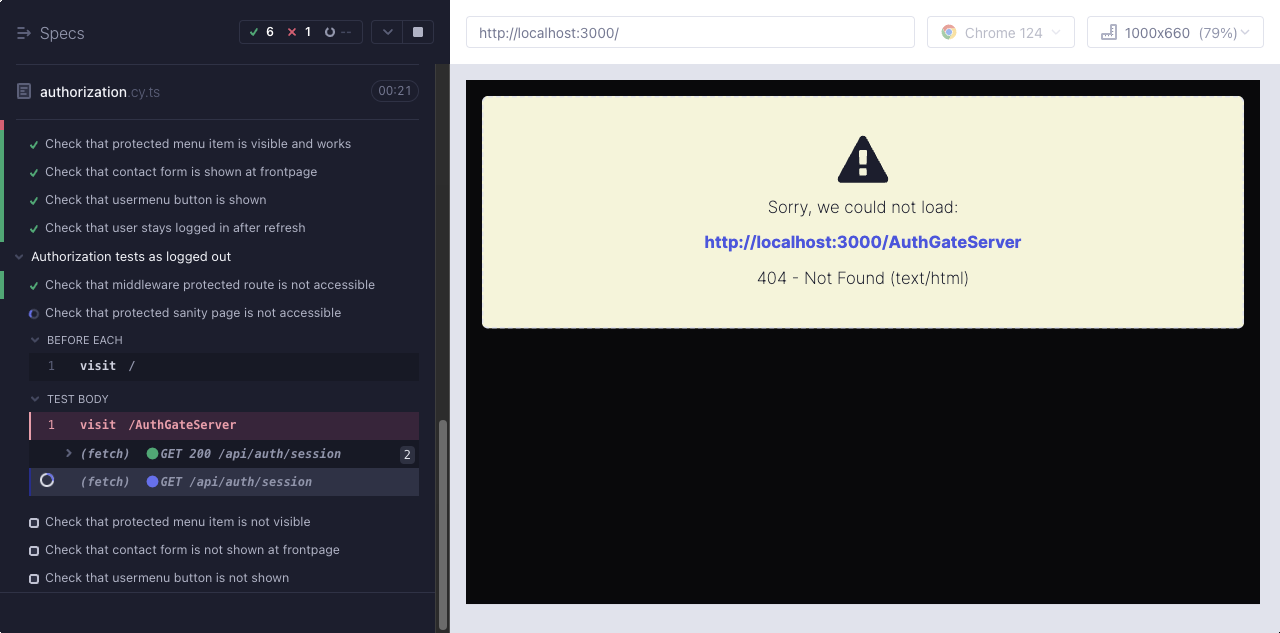 Specs
6 1 --
authorization.cy.ts 00:21
Check that protected menu item is visible and works
Check that contact form is shown at frontpage
Check that usermenu button is shown
Check that user stays logged in after refresh
Authorization tests as logged out
Check that middleware protected route is not accessible
Check that protected sanity page is not accessible
BEFORE EACH
1 visit /
TEST BODY
1 visit /AuthGateServer
(fetch) GET 200 /api/auth/session 2
(fetch) GET /api/auth/session
Check that protected menu item is not visible
Check that contact form is not shown at frontpage
Check that usermenu button is not shown
http://localhost:3000/
Chrome 124
1000x660 (79%)
Sorry, we could not load:
http://localhost:3000/AuthGateServer
404 - Not Found (text/html)